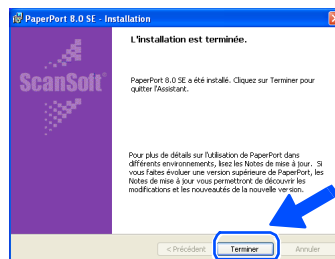 PaperPort 8.0 SE - Installation
L'installation est terminée.
ScanSoft
PaperPort 8.0 SE a été installé. Cliquez sur Terminer pour
quitter l'Assistant.
Pour plus de détails sur l'utilisation de PaperPort dans
différents environnements, lisez les Notes de mise à jour. Si
vous faites évoluer une version supérieure de PaperPort, les
Notes de mise à jour vous permettront de découvrir les
modifications et les nouveautés de la nouvelle version.
< Précédent
Terminer
Annuler